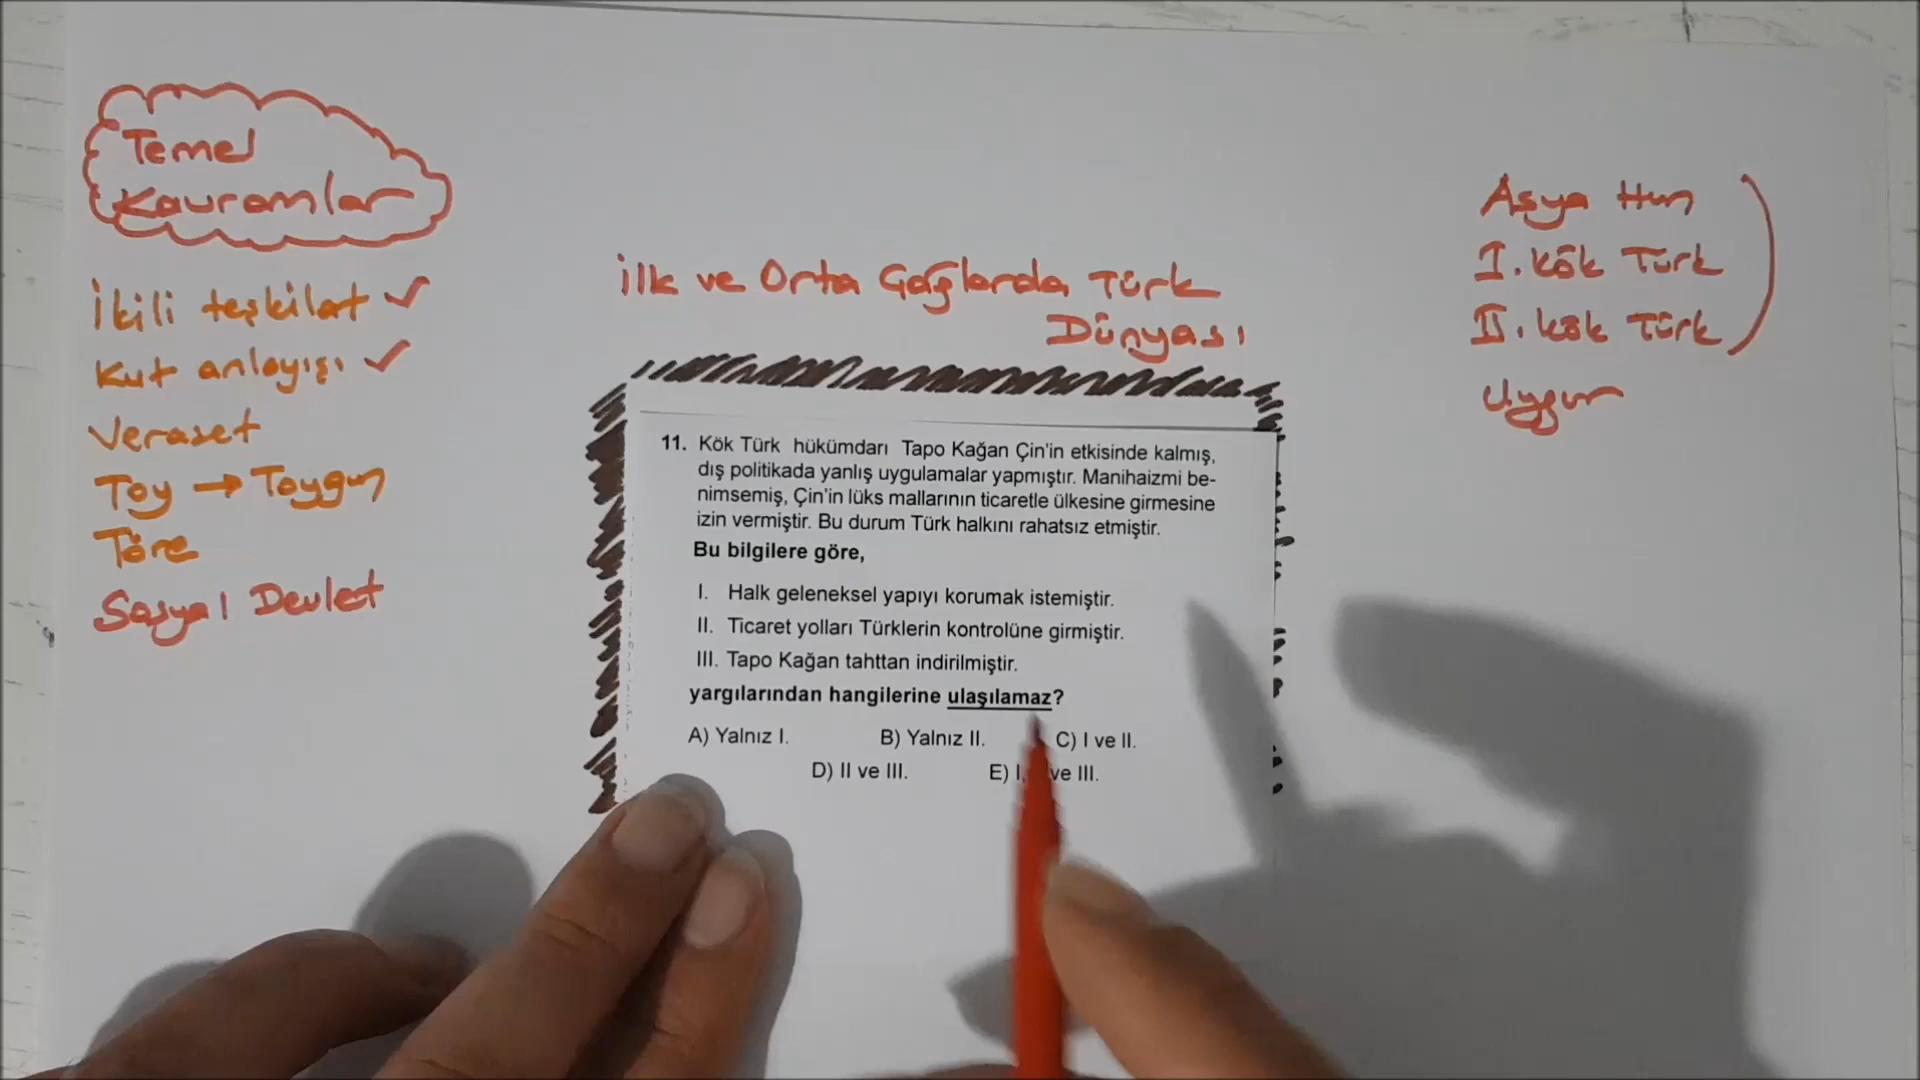 Temel
Kavramlar
İkili teşkilat ✓
Kut anlayışı ✓
Veraset
Toy → Toygun
Töre
Sosyal Devlet
İlk ve Orta Çağlarda Türk
Dünyası
Asya Hun
I. Kök Türk
II. Kök Türk
Uygur
11. Kök Türk hükümdarı Tapo Kağan Çin'in etkisinde kalmış,
dış politikada yanlış uygulamalar yapmıştır. Manihaizmi be-
nimsemiş, Çin'in lüks mallarının ticaretle ülkesine girmesine
izin vermiştir. Bu durum Türk halkını rahatsız etmiştir.
Bu bilgilere göre,
I. Halk geleneksel yapıyı korumak istemiştir.
II. Ticaret yolları Türklerin kontrolüne girmiştir.
III. Tapo Kağan tahttan indirilmiştir.
yargılarından hangilerine ulaşılamaz?
A) Yalnız I. B) Yalnız II. C) I ve II.
D) II ve III. E) I, ve III.